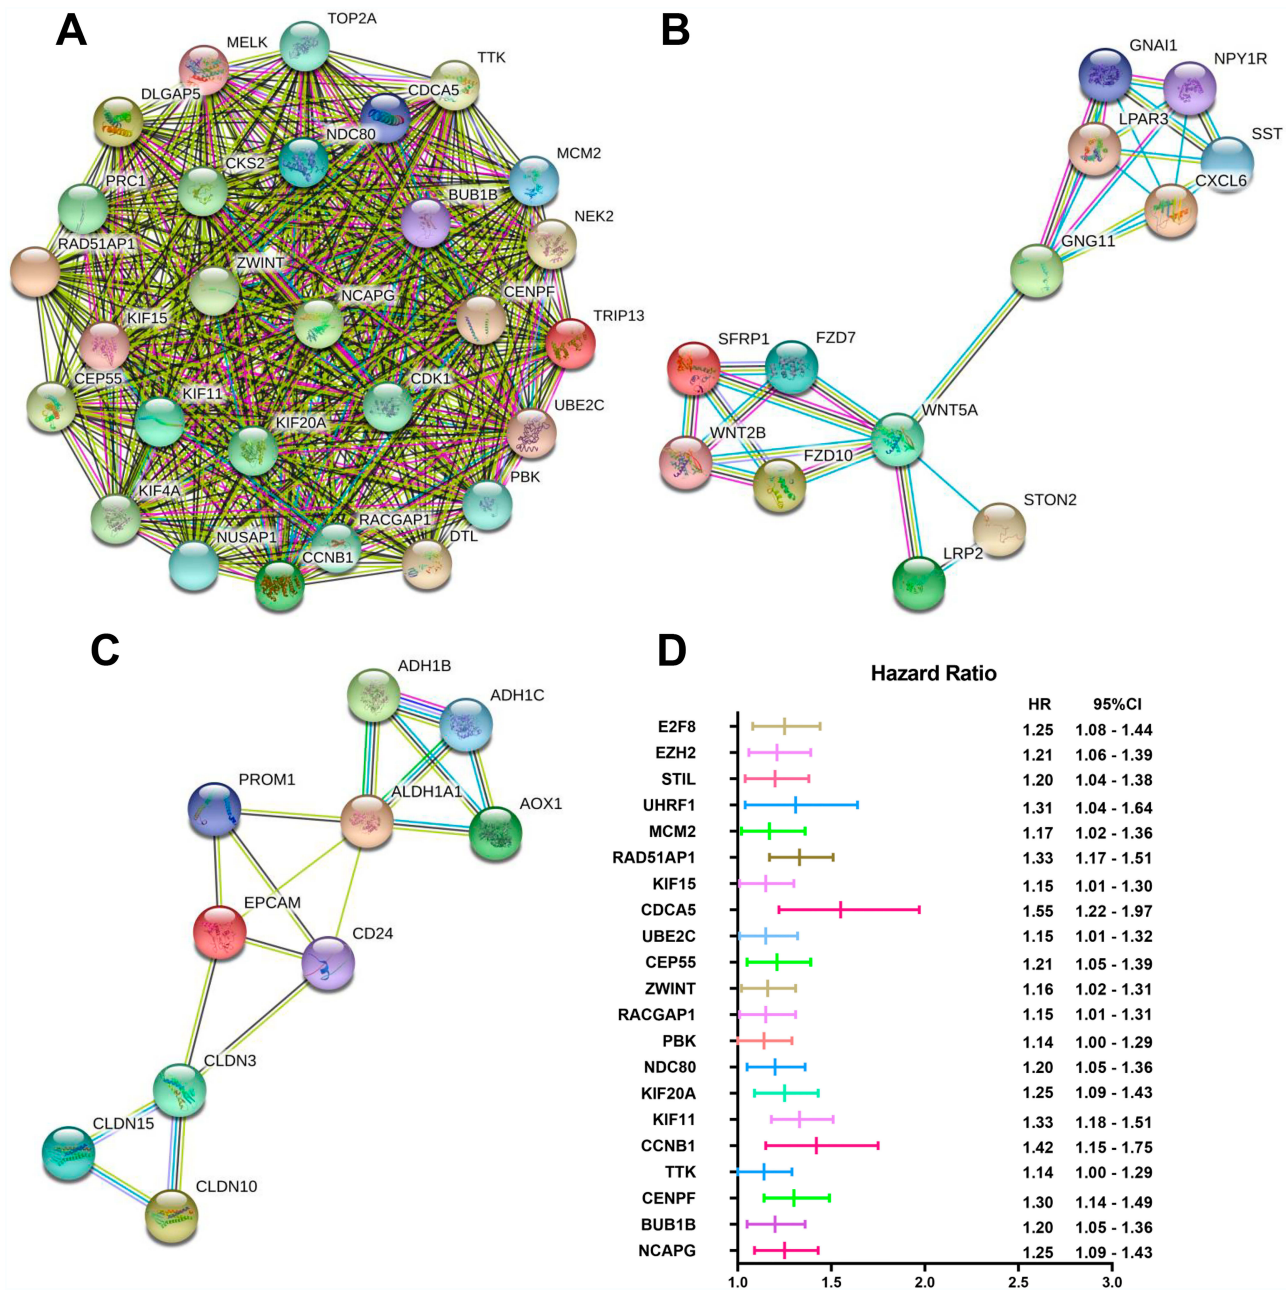 A
TOP2A
MELK
TTK
DLGAP5
CDCA5
NDC80
CKS2
MCM2
PRC1
BUB1B
NEK2
RAD51AP1
ZWINT
NCAPG
CENPF
KIF15
TRIP13
CEP55
KIF11
CDK1
KIF20A
UBE2C
KIF4A
PBK
NUSAP1
RACGAP1
DTL
CCNB1
B
GNAI1
NPY1R
LPAR3
SST
CXCL6
GNG11
SFRP1
FZD7
WNT5A
WNT2B
FZD10
STON2
LRP2
C
ADH1B
ADH1C
PROM1
ALDH1A1
AOX1
EPCAM
CD24
CLDN3
CLDN15
CLDN10
D
Hazard Ratio
HR 95%CI
E2F8 1.25 1.08 - 1.44
EZH2 1.21 1.06 - 1.39
STIL 1.20 1.04 - 1.38
UHRF1 1.31 1.04 - 1.64
MCM2 1.17 1.02 - 1.36
RAD51AP1 1.33 1.17 - 1.51
KIF15 1.15 1.01 - 1.30
CDCA5 1.55 1.22 - 1.97
UBE2C 1.15 1.01 - 1.32
CEP55 1.21 1.05 - 1.39
ZWINT 1.16 1.02 - 1.31
RACGAP1 1.15 1.01 - 1.31
PBK 1.14 1.00 - 1.29
NDC80 1.20 1.05 - 1.36
KIF20A 1.25 1.09 - 1.43
KIF11 1.33 1.18 - 1.51
CCNB1 1.42 1.15 - 1.75
TTK 1.14 1.00 - 1.29
CENPF 1.30 1.14 - 1.49
BUB1B 1.20 1.05 - 1.36
NCAPG 1.25 1.09 - 1.43
1.0 1.5 2.0 2.5 3.0